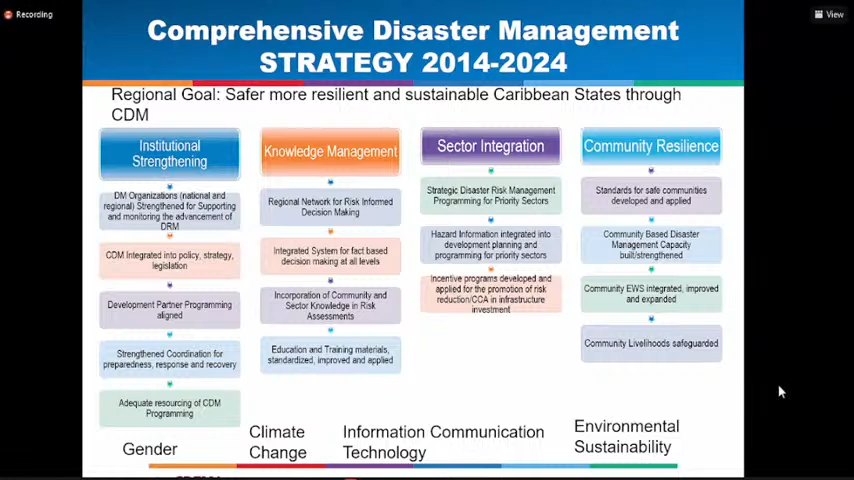 Recording
View
Comprehensive Disaster Management
STRATEGY 2014-2024
Regional Goal: Safer more resilient and sustainable Caribbean States through
CDM
Institutional
Strengthening
DM Organizations (national and
regional) Strengthened for Supporting
and monitoring the advancement of
DRM
CDM Integrated into policy, strategy,
legislation
Development Partner Programming
aligned
Strengthened Coordination for
preparedness, response and recovery
Adequate resourcing of CDM
Programming
Knowledge Management
Regional Network for Risk Informed
Decision Making
Integrated System for fact based
decision making at all levels
Incorporation of Community and
Sector Knowledge in Risk
Assessments
Education and Training materials,
standardized, improved and applied
Sector Integration
Strategic Disaster Risk Management
Programming for Priority Sectors
Hazard Information integrated into
development planning and
programming for priority sectors
Incentive programs developed and
applied for the promotion of risk
reduction/CCA in infrastructure
investment
Community Resilience
Standards for safe communities
developed and applied
Community Based Disaster
Management Capacity
built/strengthened
Community EWS integrated, improved
and expanded
Community Livelihoods safeguarded
Gender
Climate
Change
Information Communication
Technology
Environmental
Sustainability